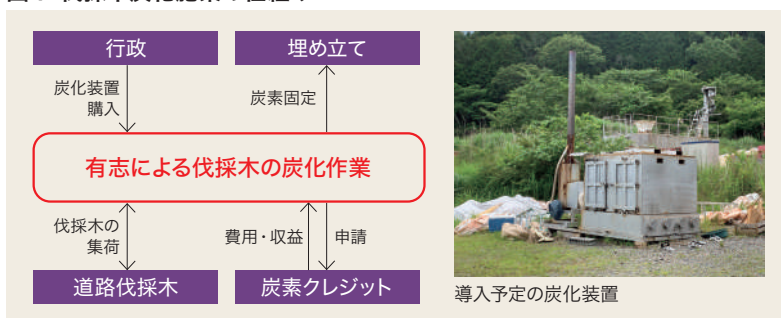 行政
埋め立て
炭化装置
購入
炭素固定
有志による伐採木の炭化作業
伐採木の
集荷
費用・収益
申請
道路伐採木
炭素クレジット
導入予定の炭化装置